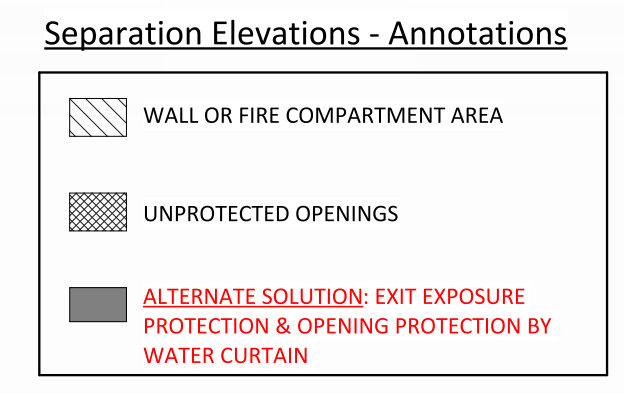 Separation Elevations - Annotations
WALL OR FIRE COMPARTMENT AREA
UNPROTECTED OPENINGS
ALTERNATE SOLUTION: EXIT EXPOSURE
PROTECTION & OPENING PROTECTION BY
WATER CURTAIN